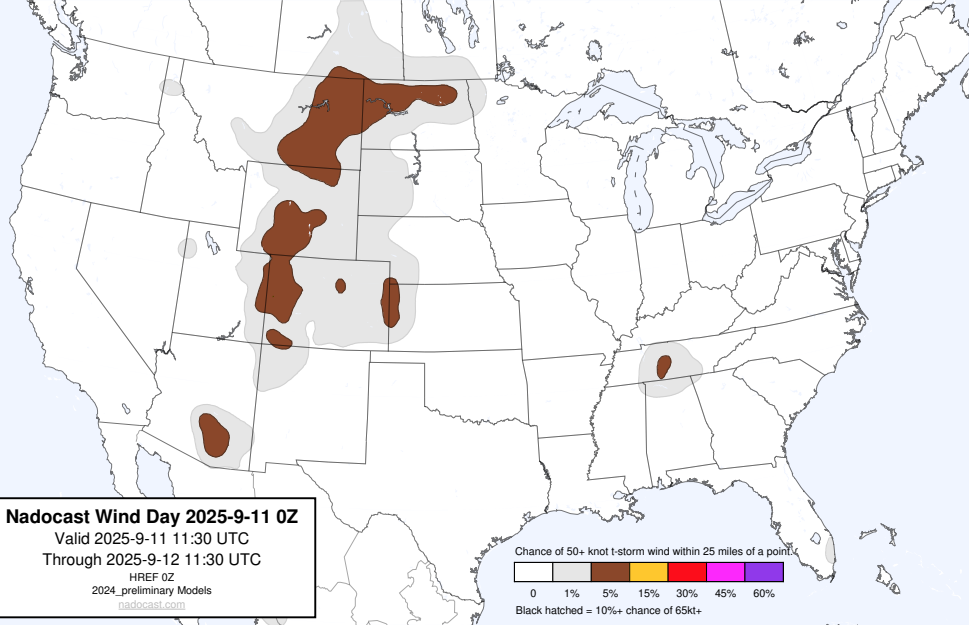 Nadocast Wind Day 2025-9-11 0Z
Valid 2025-9-11 11:30 UTC
Through 2025-9-12 11:30 UTC
HREF 0Z
2024_preliminary Models
nadocast.com
Chance of 50+ knot t-storm wind within 25 miles of a point.
0 1% 5% 15% 30% 45% 60%
Black hatched = 10%+ chance of 65kt+